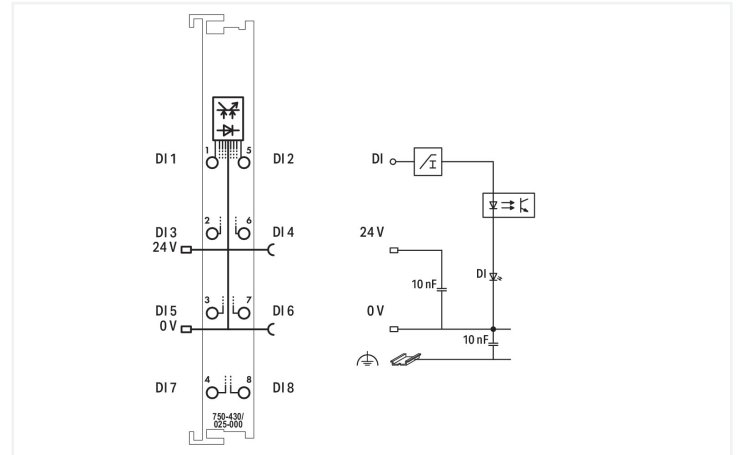 1 5
DI 1 DI 2
2 6
DI 3 DI 4
24 V
3 7
DI 5 DI 6
0 V
4 8
DI 7 DI 8
750-430/
025-000
DI
I
24 V
DI
10 nF
0 V
10 nF